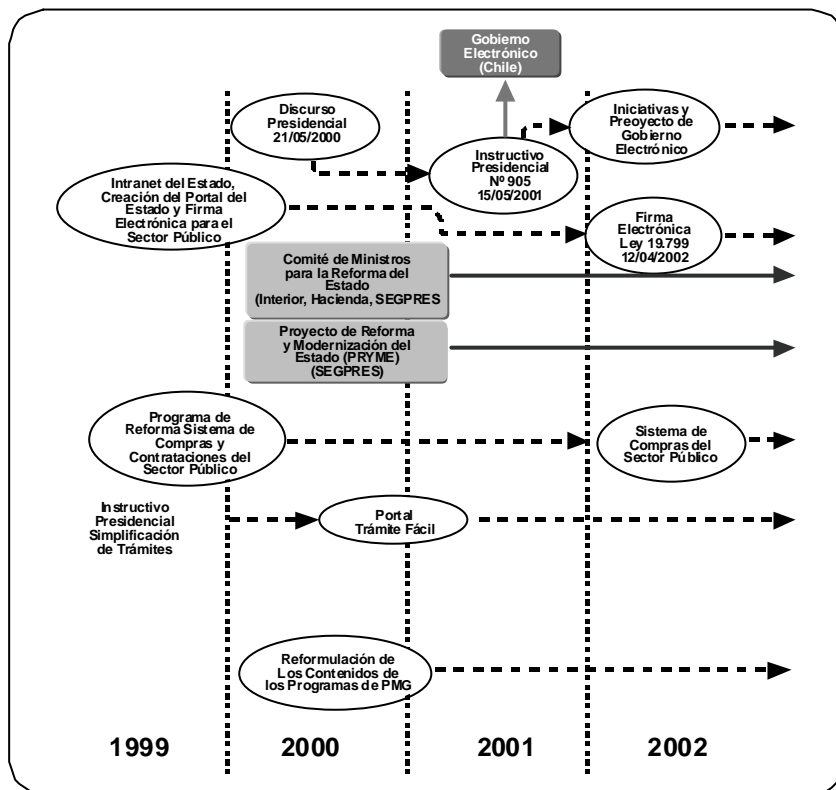 Gobierno
Electrónico
(Chile)
Discurso
Presidencial
21/05/2000
Iniciativas y
Preoyecto de
Gobierno
Electrónico
Instructivo
Presidencial
Nº 905
15/05/2001
Intranet del Estado,
Creación del Portal del
Estado y Firma
Electrónica para el
Sector Público
Firma
Electrónica
Ley 19.799
12/04/2002
Comité de Ministros
para la Reforma del
Estado
(Interior, Hacienda, SEGPRES
Proyecto de Reforma
y Modernización del
Estado (PRYME)
(SEGPRES)
Programa de
Reforma Sistema de
Compras y
Contrataciones del
Sector Público
Sistema de
Compras del
Sector Público
Instructivo
Presidencial
Simplificación
de Trámites
Portal
Trámite Fácil
Reformulación de
Los Contenidos de
los Programas de PMG
1999
2000
2001
2002